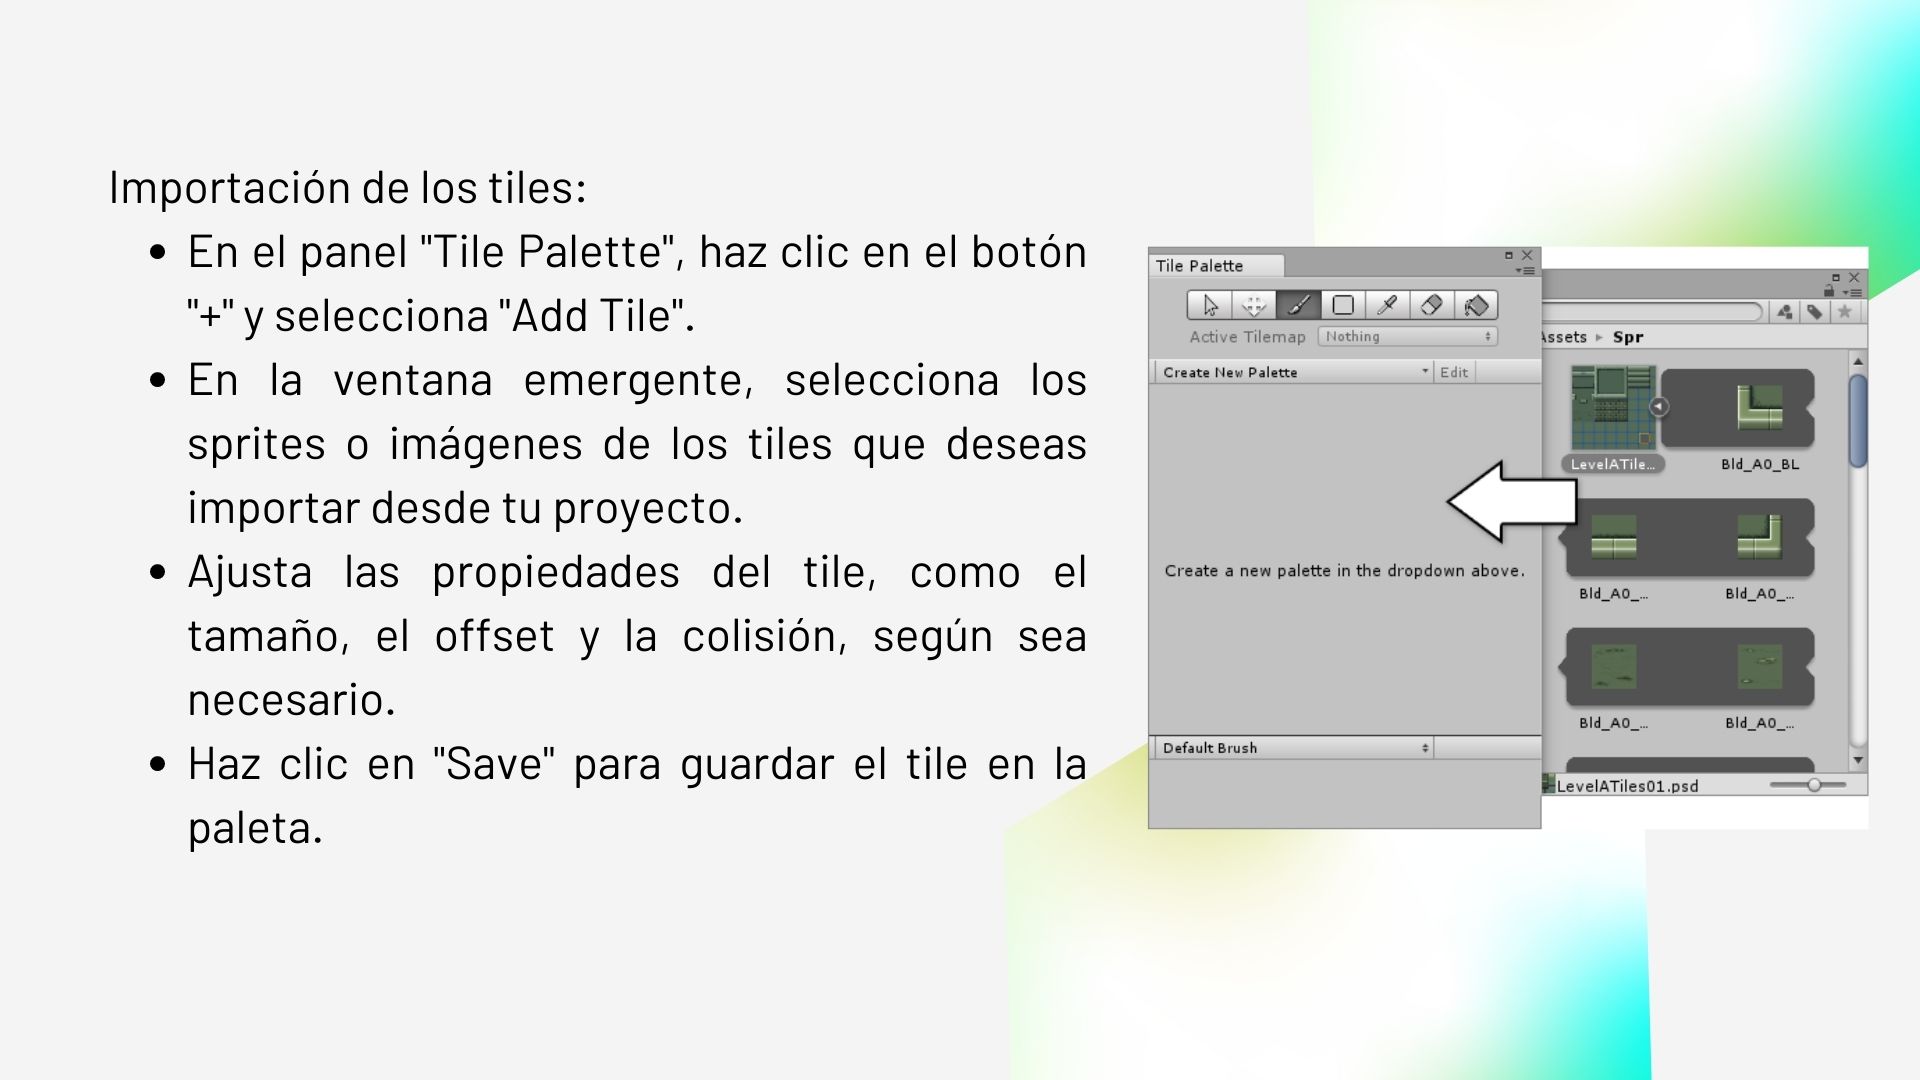 Importación de los tiles:
• En el panel "Tile Palette", haz clic en el botón
"+" y selecciona "Add Tile".
• En la ventana emergente, selecciona los
sprites o imágenes de los tiles que deseas
importar desde tu proyecto.
• Ajusta las propiedades del tile, como el
tamaño, el offset y la colisión, según sea
necesario.
• Haz clic en "Save" para guardar el tile en la
paleta.
Tile Palette
Active Tilemap Nothing
Create New Palette Edit
Create a new palette in the dropdown above.
Default Brush
Assets ▸ Spr
LevelATile... Bld_A0_BL
Bld_A0_... Bld_A0_...
Bld_A0_... Bld_A0_...
LevelATiles01.psd